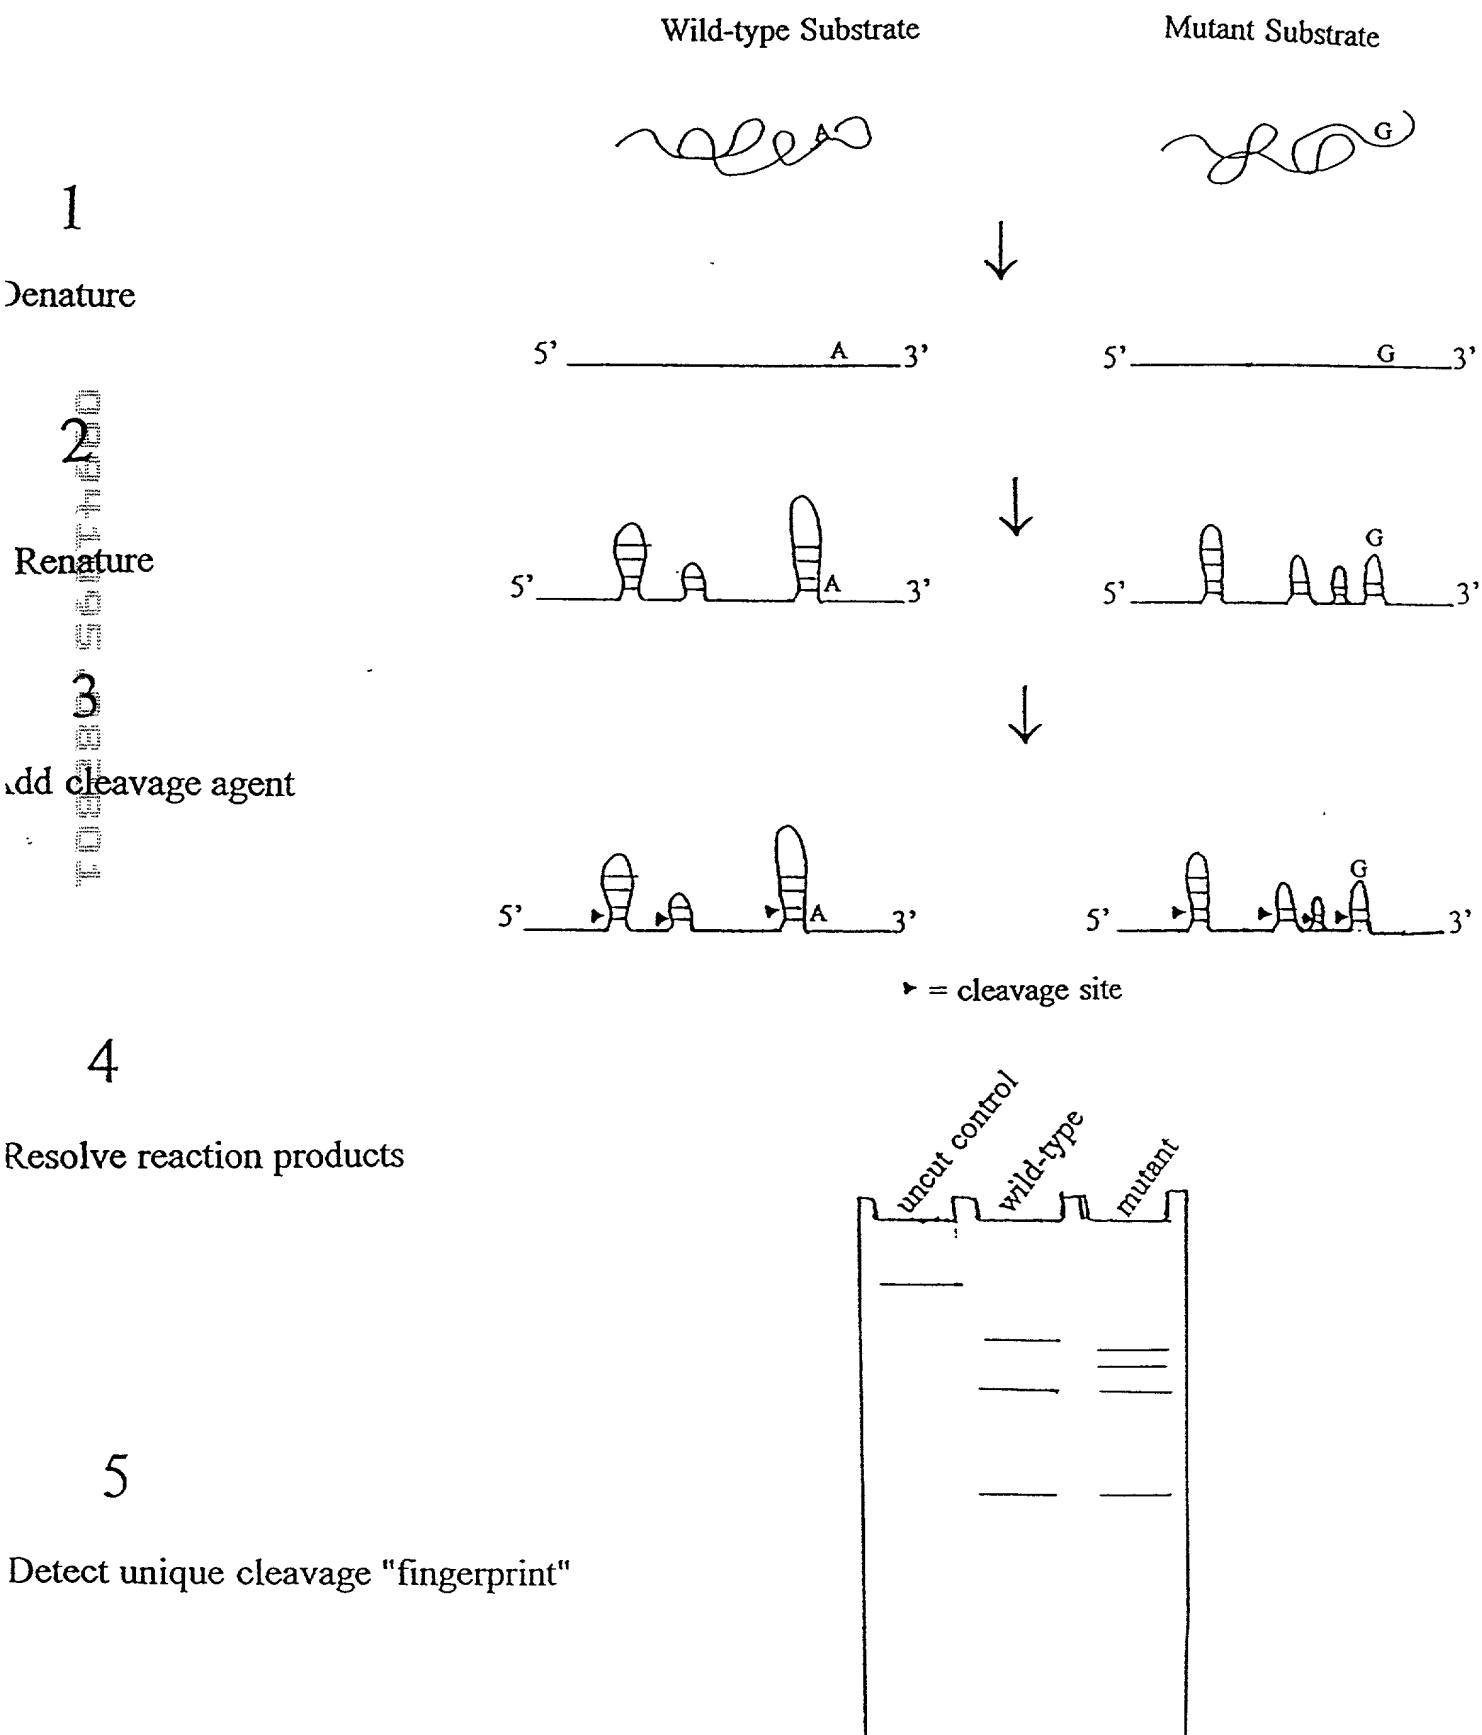 Wild-type Substrate Mutant Substrate
A G
1
Denature
5' A 3' 5' G 3'
2
Renature
G
5' A 3' 5' 3'
3
Add cleavage agent
G
5' A 3' 5' 3'
= cleavage site
4
Resolve reaction products
uncut control
wild-type
mutant
5
Detect unique cleavage "fingerprint"